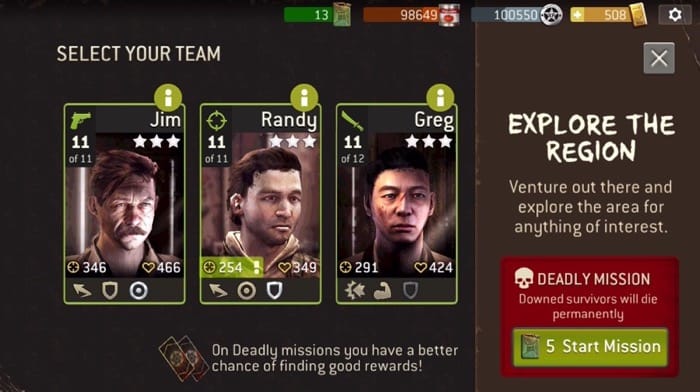 13 98649 100550 + 508
SELECT YOUR TEAM
Jim
11
of 11
346 466
Randy
11
of 11
254 349
Greg
11
of 12
291 424
On Deadly missions you have a better
chance of finding good rewards!
EXPLORE THE
REGION
Venture out there and
explore the area for
anything of interest.
DEADLY MISSION
Downed survivors will die
permanently
5 Start Mission